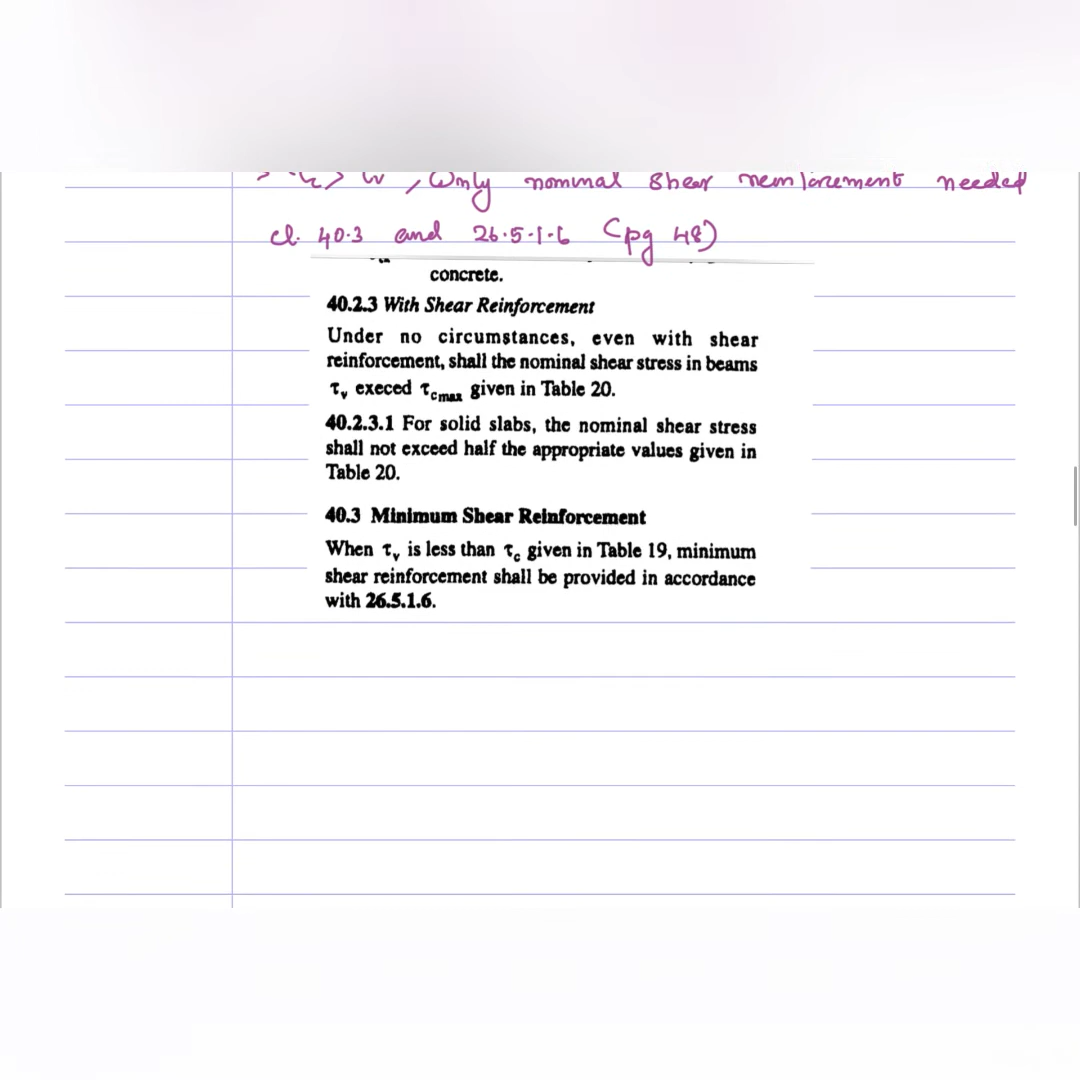 , only nominal shear reinforcement needed
cl. 40.3 and 26.5.1.6 (pg 48)
concrete.
40.2.3 With Shear Reinforcement
Under no circumstances, even with shear
reinforcement, shall the nominal shear stress in beams
τv execed τcmax given in Table 20.
40.2.3.1 For solid slabs, the nominal shear stress
shall not exceed half the appropriate values given in
Table 20.
40.3 Minimum Shear Reinforcement
When τv is less than τc given in Table 19, minimum
shear reinforcement shall be provided in accordance
with 26.5.1.6.